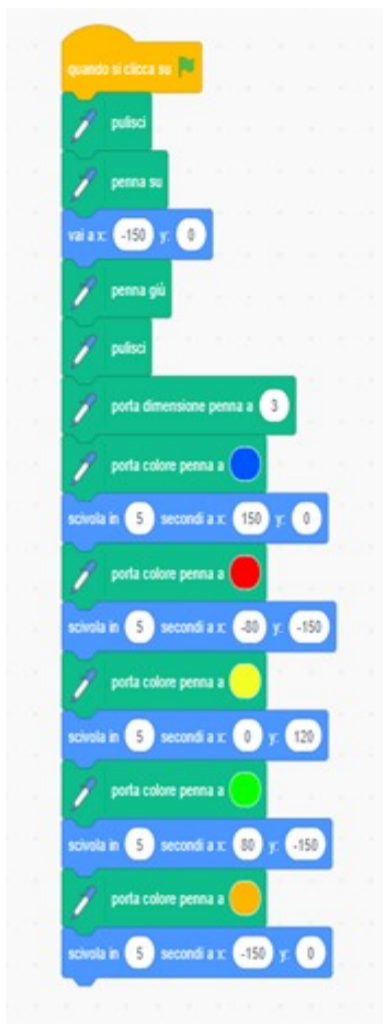 quando si clicca su
pulisci
penna su
vai a x: -150 y: 0
penna giù
pulisci
porta dimensione penna a 3
porta colore penna a
scivola in 5 secondi a x: 150 y: 0
porta colore penna a
scivola in 5 secondi a x: -80 y: -150
porta colore penna a
scivola in 5 secondi a x: 0 y: 120
porta colore penna a
scivola in 5 secondi a x: 80 y: -150
porta colore penna a
scivola in 5 secondi a x: -150 y: 0